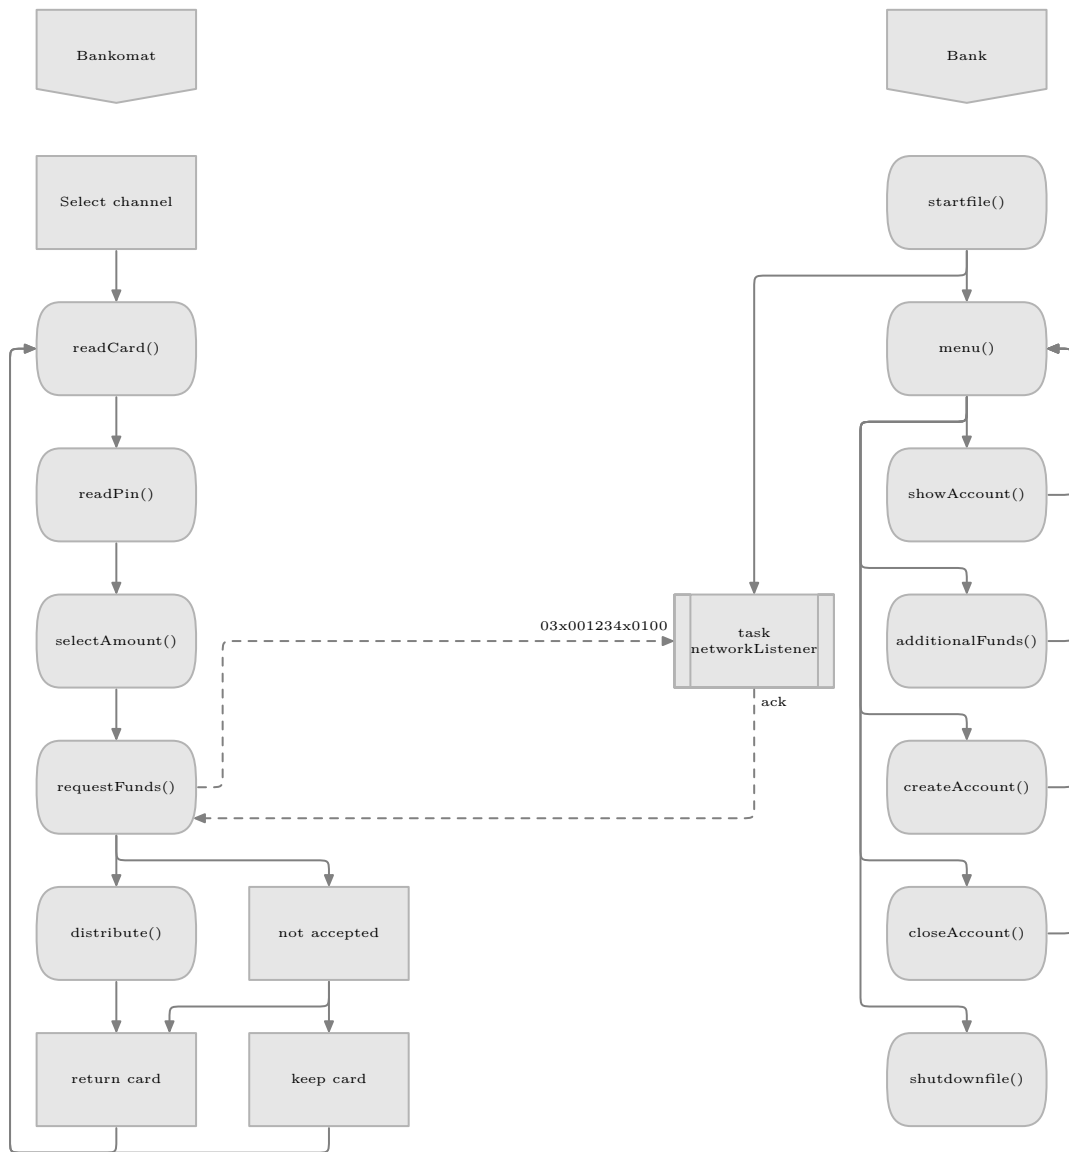 Bankomat
Bank
Select channel
startfile()
readCard()
menu()
readPin()
showAccount()
selectAmount()
03x001234x0100
task
networkListener
additionalFunds()
ack
requestFunds()
createAccount()
distribute()
not accepted
closeAccount()
return card
keep card
shutdownfile()